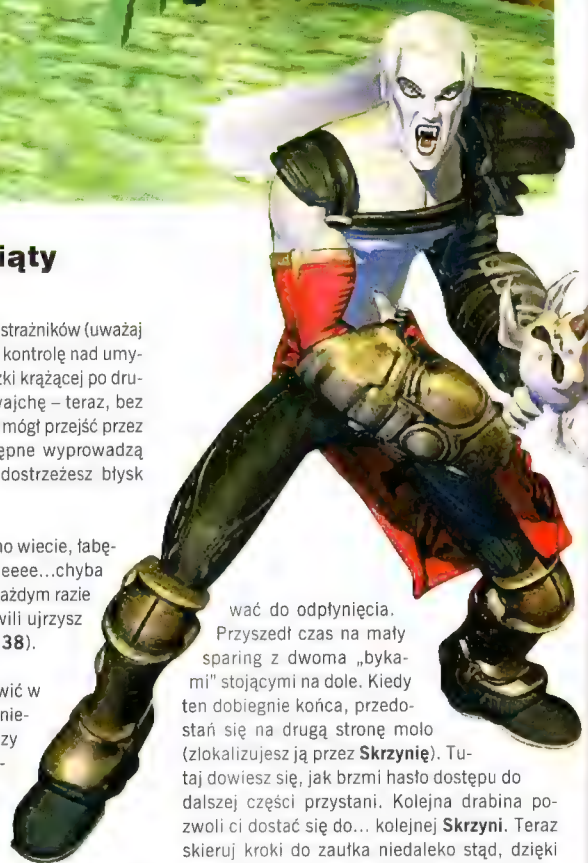 iąty
strażników (uważaj
kontrolę nad umy-
zki krążącej po dru-
wajchę – teraz, bez
mógł przejść przez
ępne wyprowadzą
dostrzeżesz błysk
no wiecie, łabę-
eeee...chyba
ażdym razie
wili ujrzysz
38).
wić w
nie-
zy
-
wać do odpłynięcia.
Przyszedł czas na mały
sparing z dwoma „byka-
mi” stojącymi na dole. Kiedy
ten dobiegnie końca, przedo-
stań się na drugą stronę molo
(zlokalizujesz ją przez Skrzynię). Tu-
taj dowiesz się, jak brzmi hasło dostępu do
dalszej części przystani. Kolejna drabina po-
zwoli ci dostać się do... kolejnej Skrzyni. Teraz
skieruj kroki do zaułka niedaleko stąd, dzięki